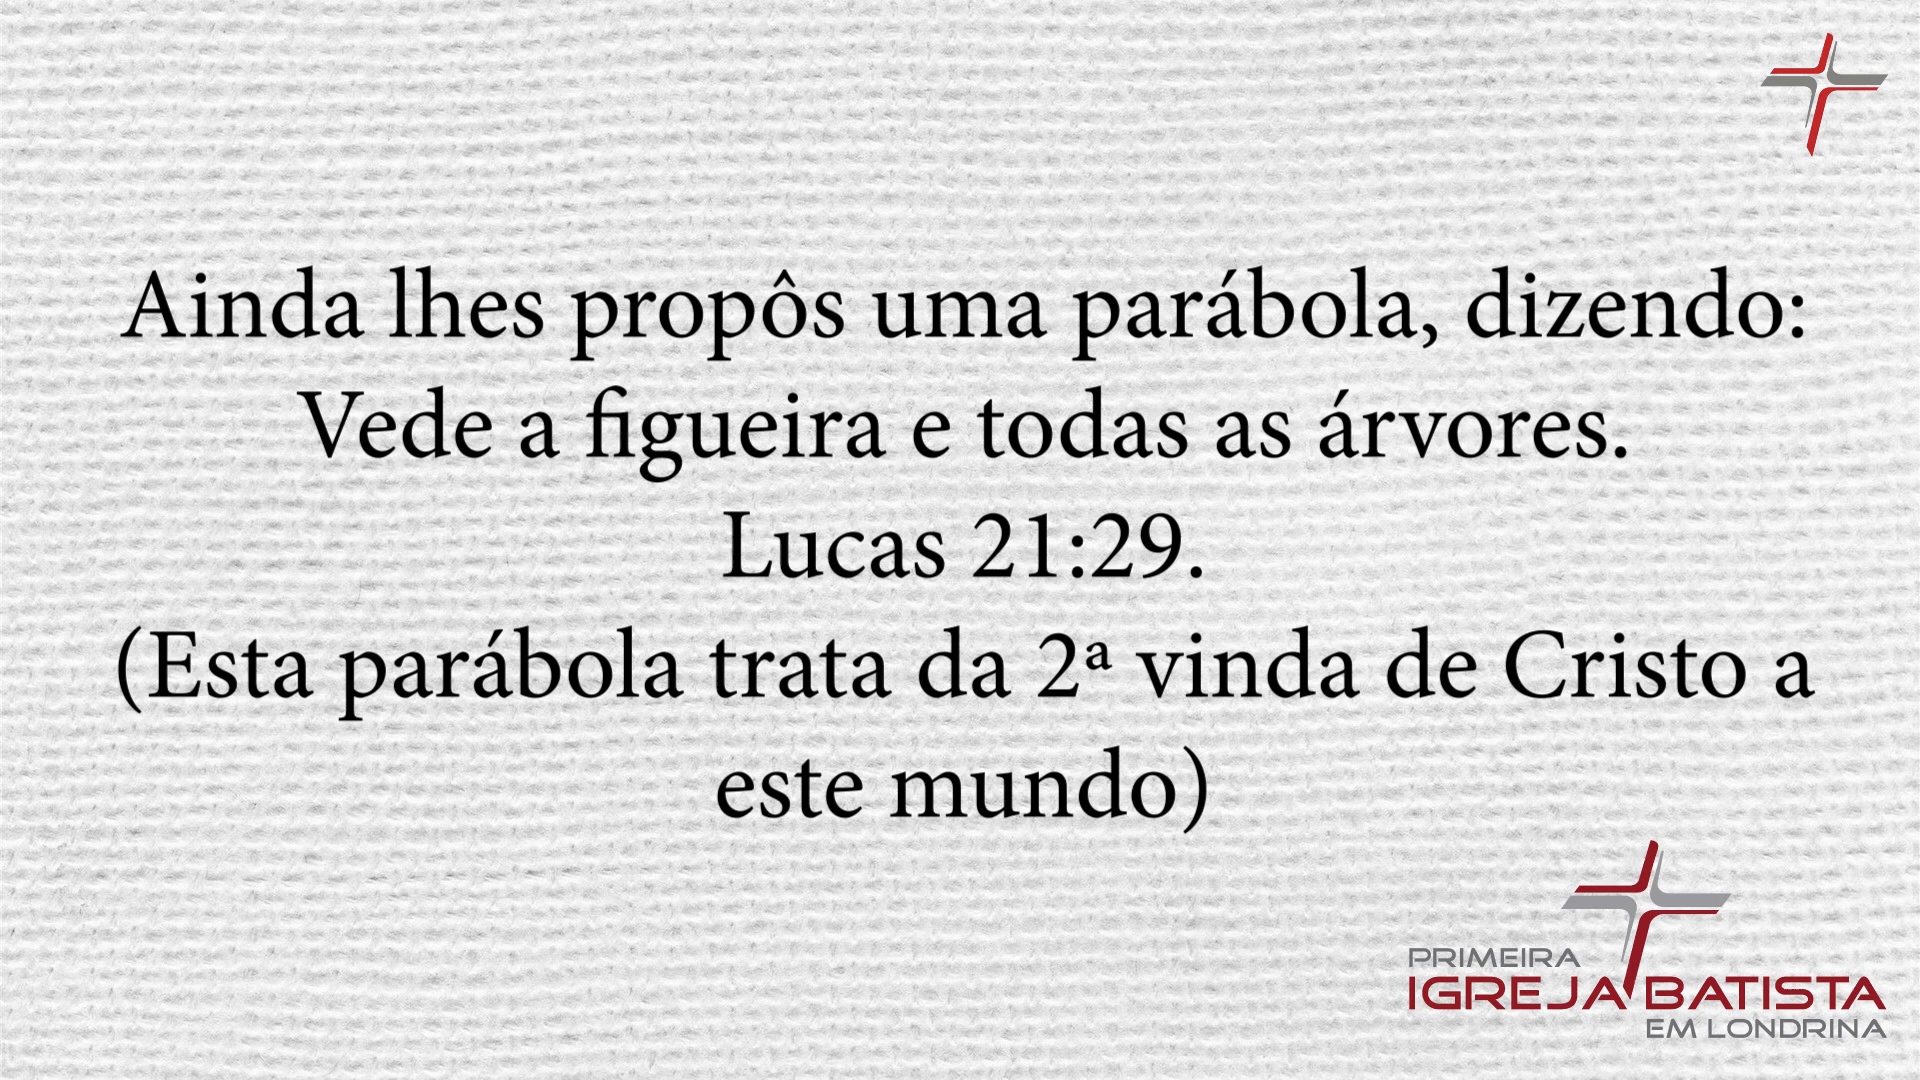 Ainda lhes propôs uma parábola, dizendo:
Vede a figueira e todas as árvores.
Lucas 21:29.
(Esta parábola trata da 2ª vinda de Cristo a
este mundo)
PRIMEIRA
IGREJA BATISTA
EM LONDRINA